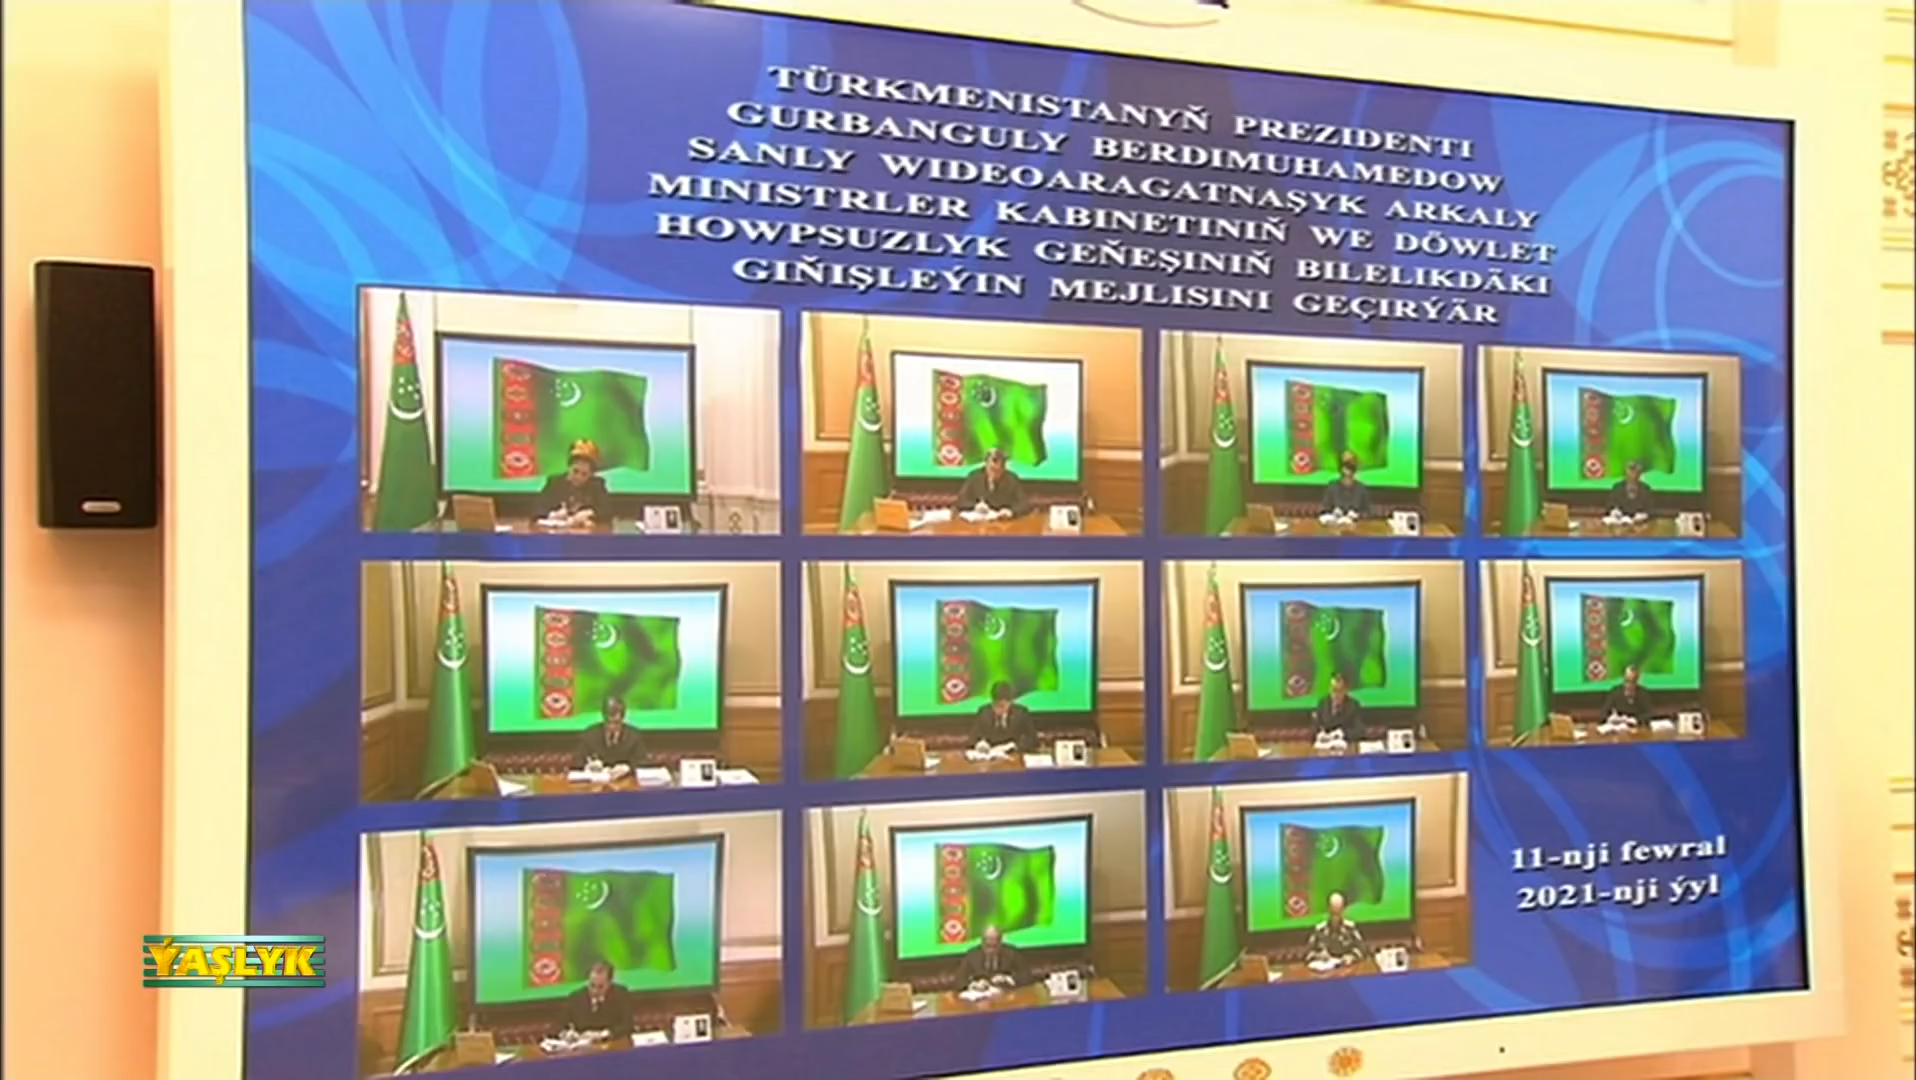 TÜRKMENISTANYŇ PREZIDENTI
GURBANGULY BERDIMUHAMEDOW
SANLY WIDEOARAGATNAŞYK ARKALY
MINISTRLER KABINETINIŇ WE DÖWLET
HOWPSUZLYK GEŇEŞINIŇ BILELIKDÄKI
GIŇIŞLEÝIN MEJLISINI GEÇIRÝÄR
11-nji fewral
2021-nji ýyl
ÝAŞLYK